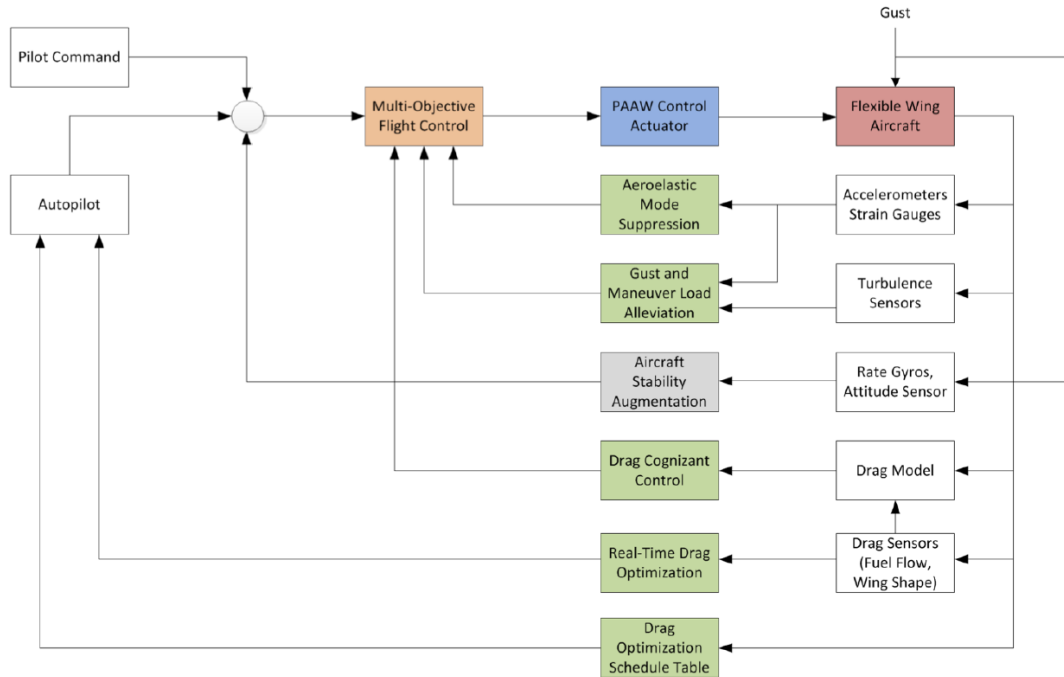 Gust
Pilot Command
Multi-Objective
Flight Control
PAAW Control
Actuator
Flexible Wing
Aircraft
Autopilot
Aeroelastic
Mode
Suppression
Accelerometers
Strain Gauges
Gust and
Maneuver Load
Alleviation
Turbulence
Sensors
Aircraft
Stability
Augmentation
Rate Gyros,
Attitude Sensor
Drag Cognizant
Control
Drag Model
Real-Time Drag
Optimization
Drag Sensors
(Fuel Flow,
Wing Shape)
Drag
Optimization
Schedule Table